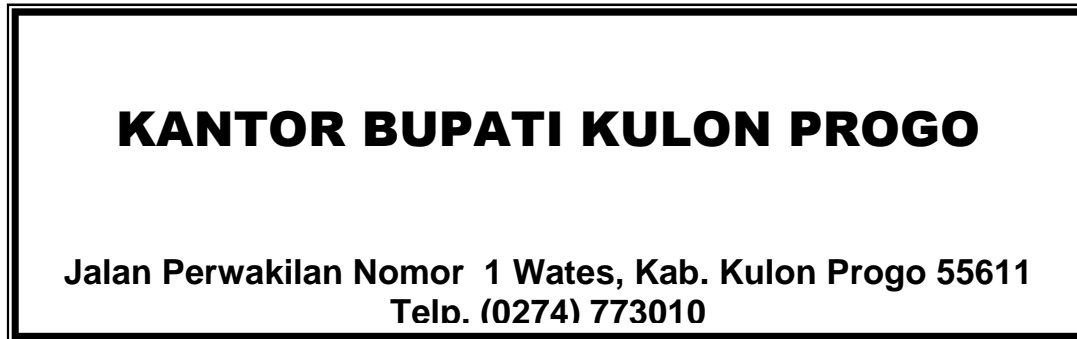 KANTOR BUPATI KULON PROGO
Jalan Perwakilan Nomor  1 Wates, Kab. Kulon Progo 55611
Telp. (0274) 773010